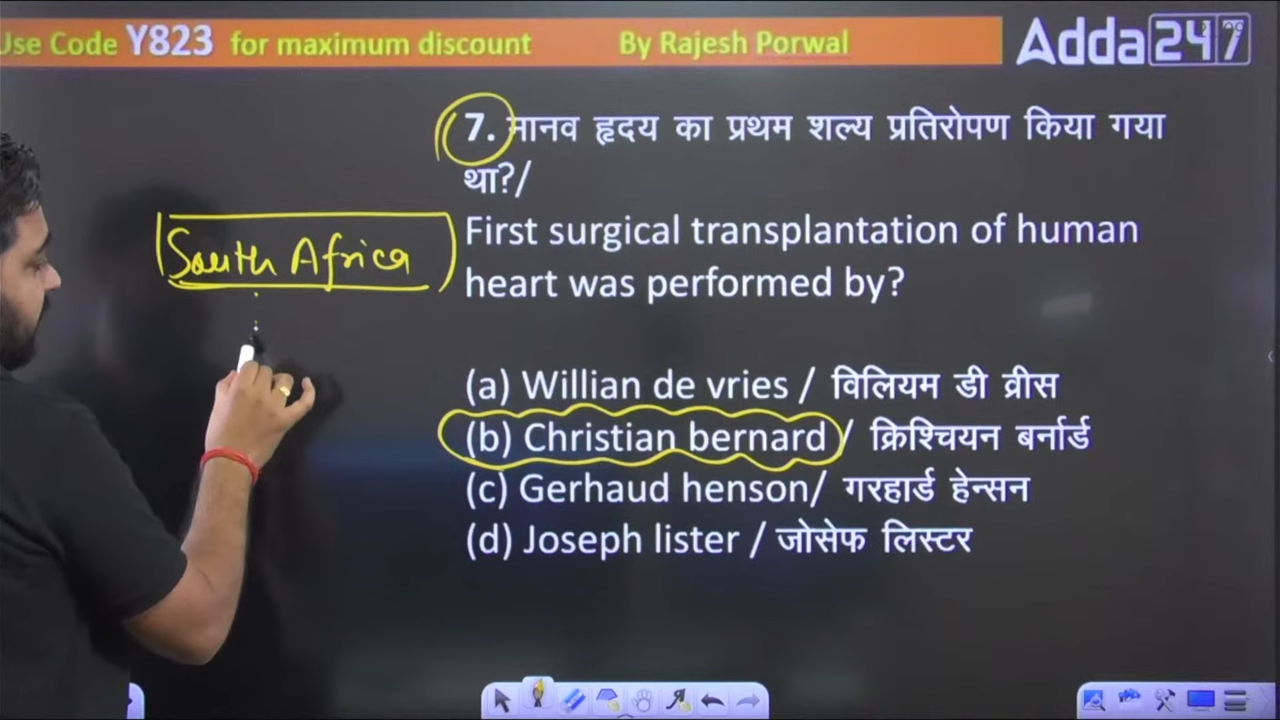 Use Code Y823 for maximum discount By Rajesh Porwal Adda247
7. मानव हृदय का प्रथम शल्य प्रतिरोपण किया गया
था?/
South Africa
First surgical transplantation of human
heart was performed by?
(a) Willian de vries / विलियम डी व्रीस
(b) Christian bernard / क्रिश्चियन बर्नार्ड
(c) Gerhaud henson/ गरहार्ड हेन्सन
(d) Joseph lister / जोसेफ लिस्टर